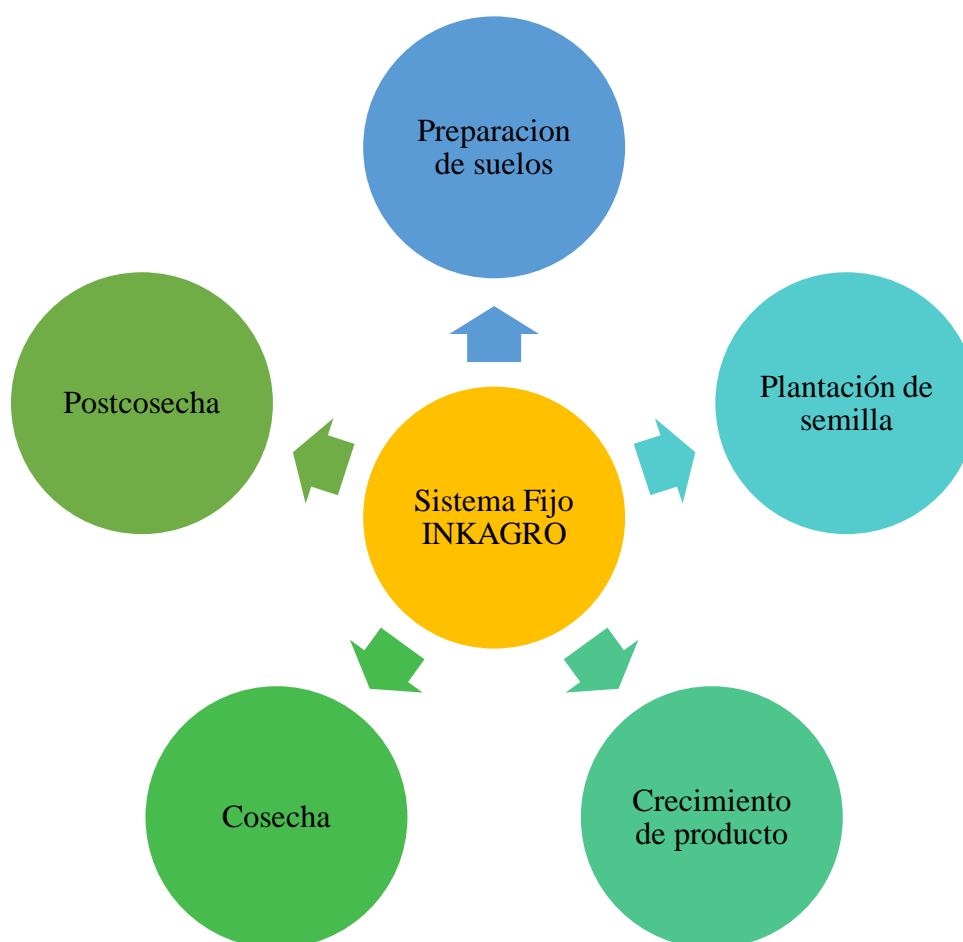 Preparacion
de suelos
Plantación de
semilla
Postcosecha
Sistema Fijo
INKAGRO
Crecimiento
de producto
Cosecha